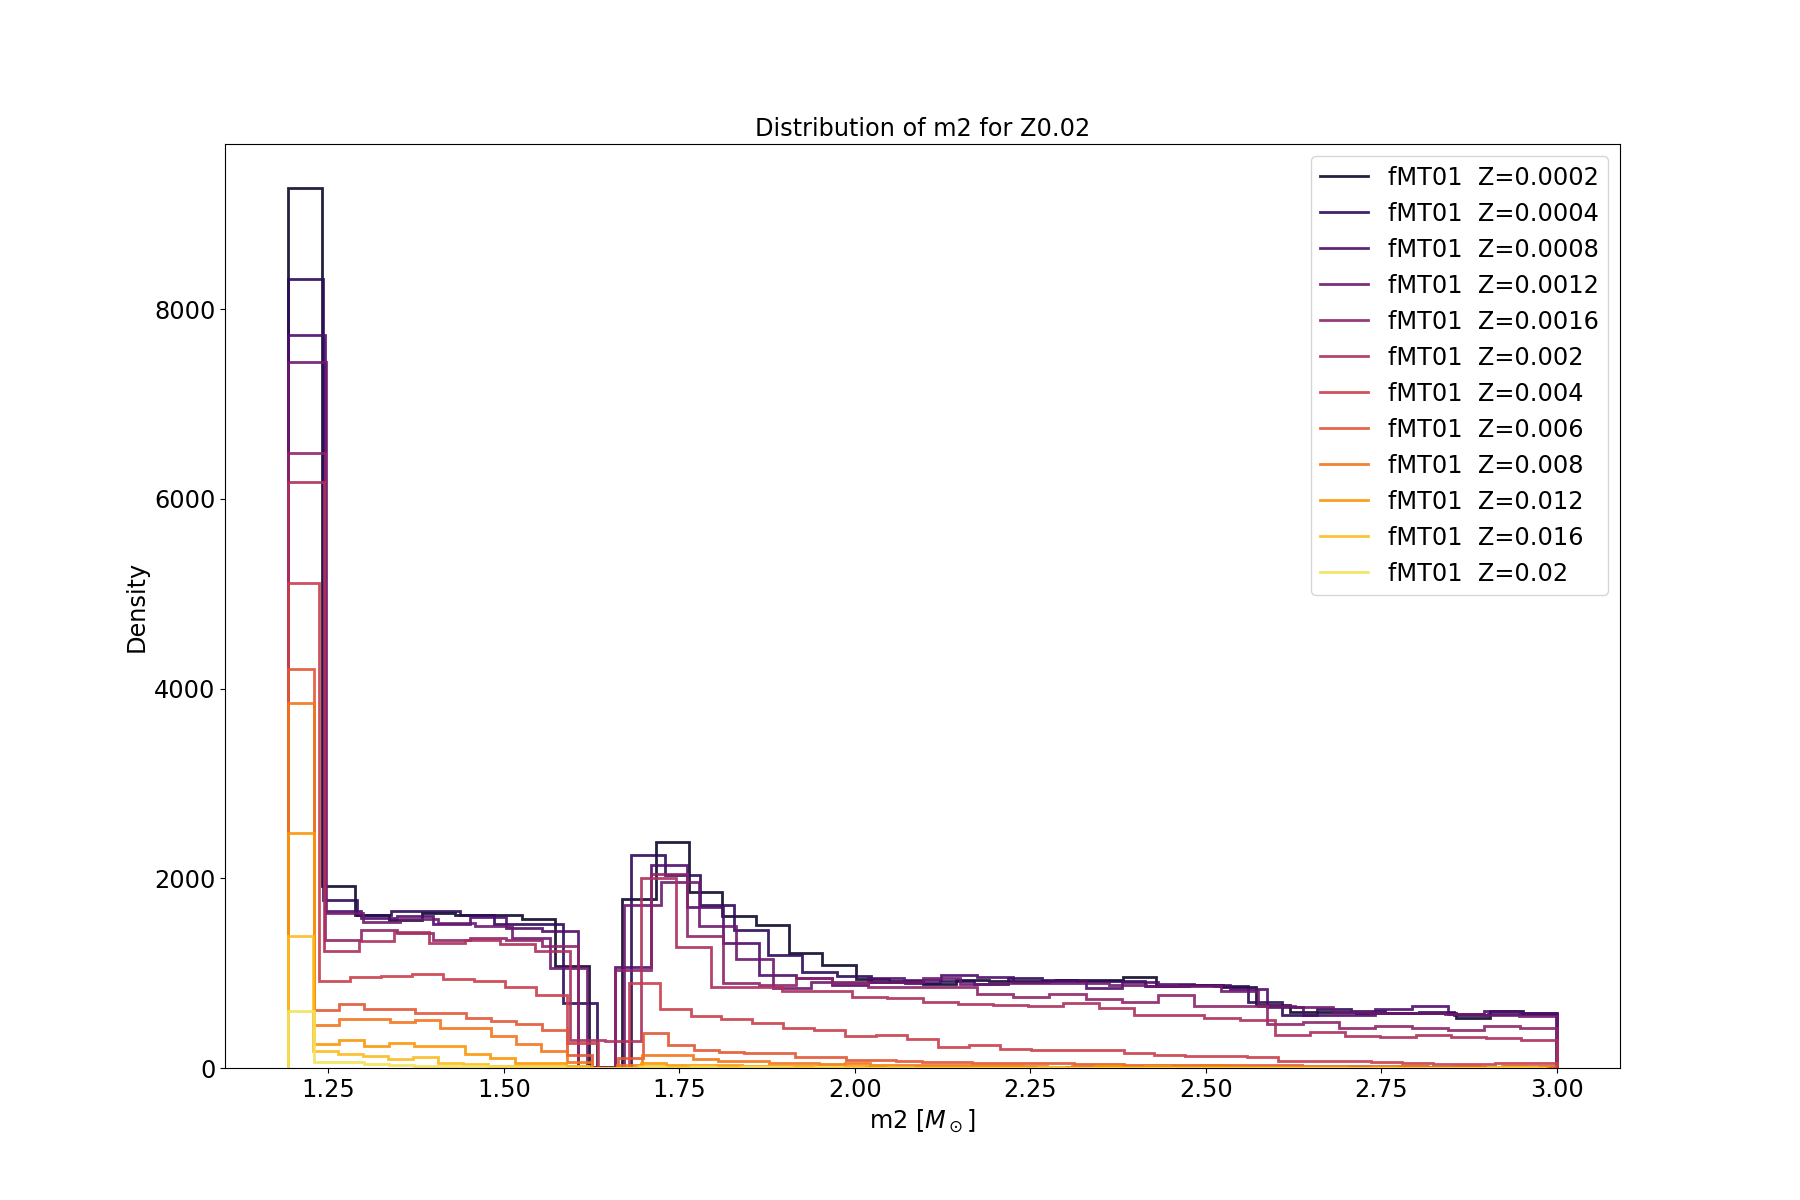 Distribution of m2 for Z0.02
fMT01 Z=0.0002
fMT01 Z=0.0004
fMT01 Z=0.0008
fMT01 Z=0.0012
fMT01 Z=0.0016
fMT01 Z=0.002
fMT01 Z=0.004
fMT01 Z=0.006
fMT01 Z=0.008
fMT01 Z=0.012
fMT01 Z=0.016
fMT01 Z=0.02
Density
8000
6000
4000
2000
0
1.25 1.50 1.75 2.00 2.25 2.50 2.75 3.00
m2 [M_⊙]